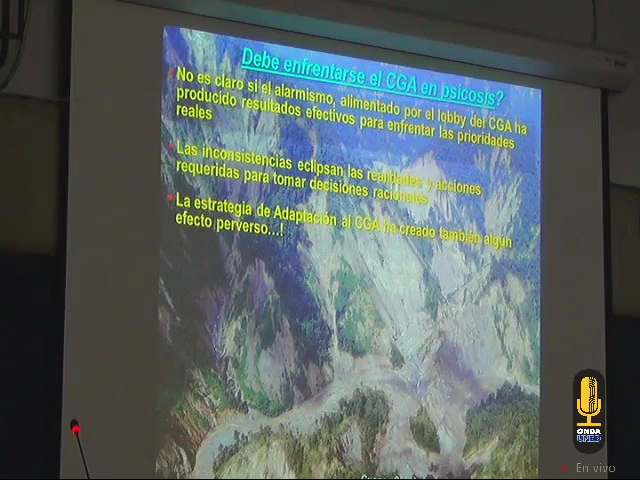 Debe enfrentarse el CGA en psicosis?
No es claro si el alarmismo, alimentado por el lobby del CGA ha
producido resultados efectivos para enfrentar las prioridades
reales
Las inconsistencias eclipsan las realidades y acciones
requeridas para tomar decisiones racionales
La estrategia de Adaptación al CGA ha creado también algún
efecto perverso...!
ONDA
UNED
En vivo